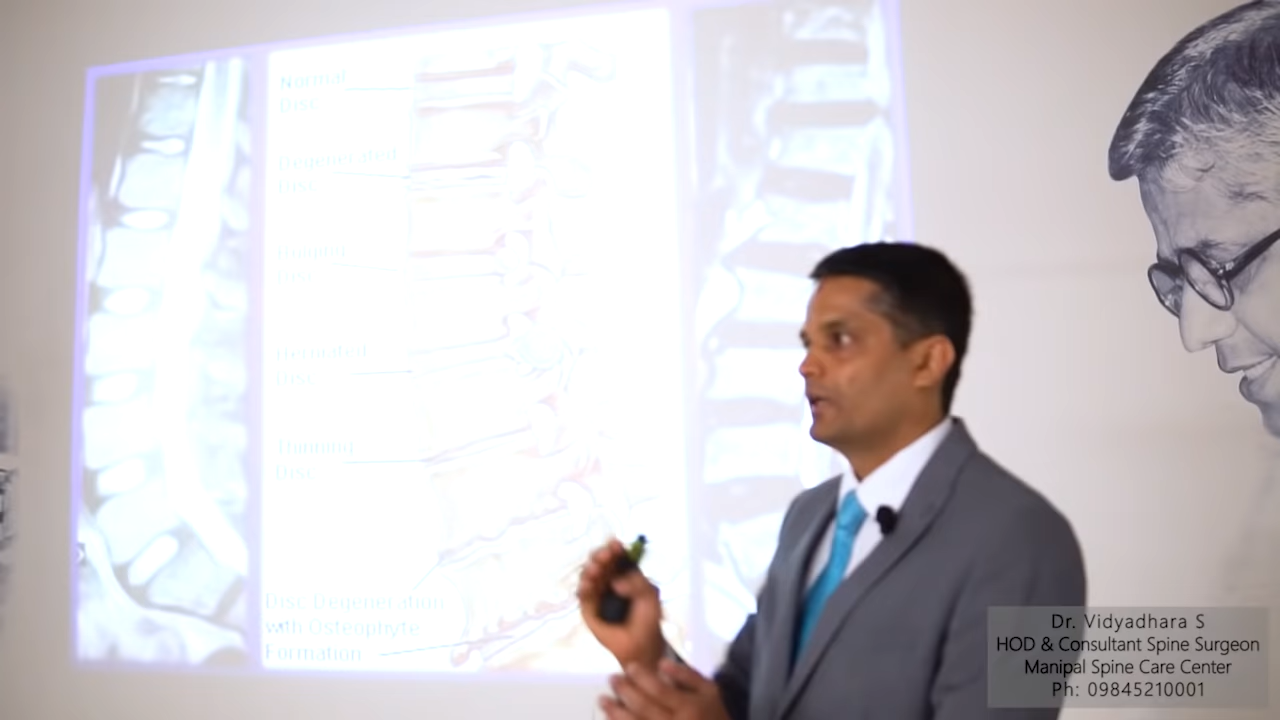 Normal
Disc
Degenerated
Disc
Bulging
Disc
Herniated
Disc
Thinning
Disc
Disc Degeneration
with Osteophyte
Formation
Dr. Vidyadhara S
HOD & Consultant Spine Surgeon
Manipal Spine Care Center
Ph: 09845210001